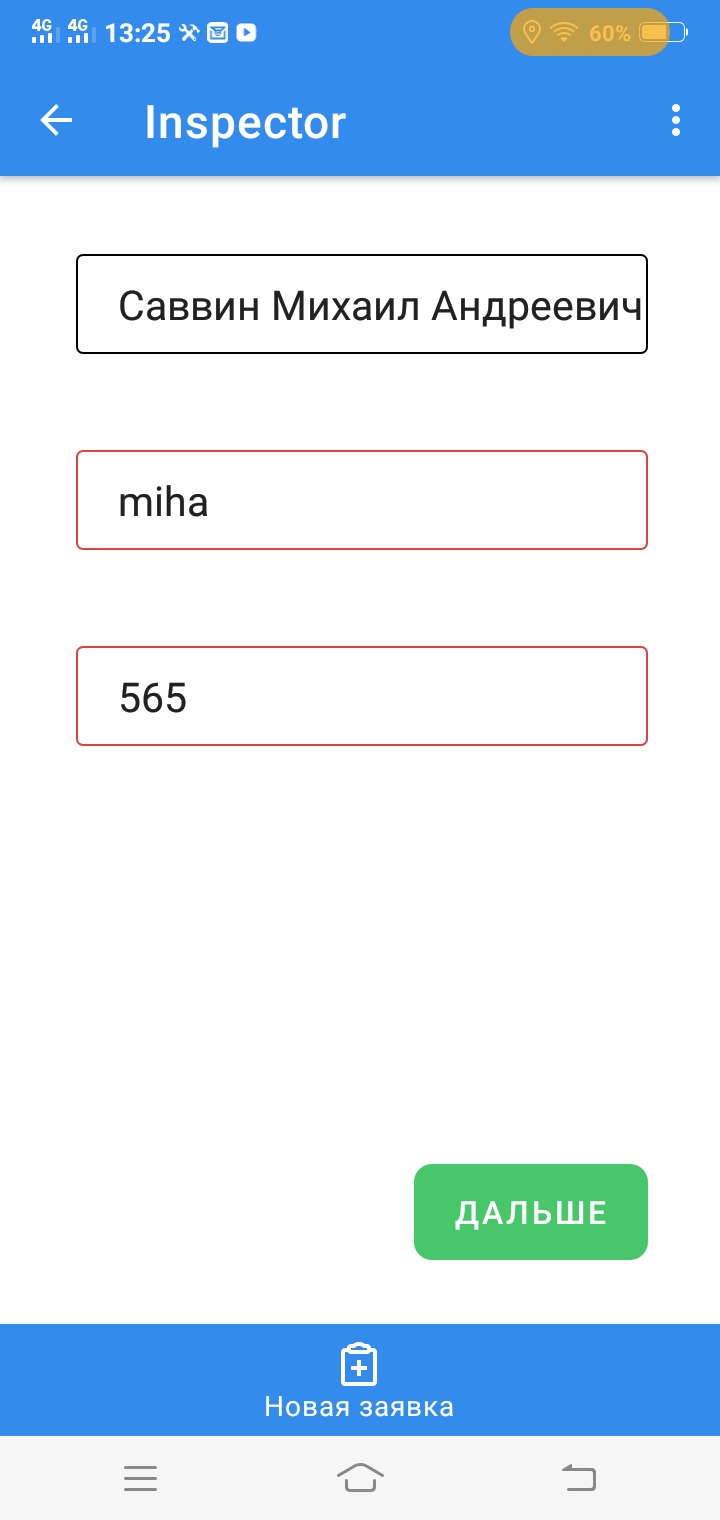 4G 4G 13:25 60%
Inspector
Саввин Михаил Андреевич
miha
565
ДАЛЬШЕ
Новая заявка